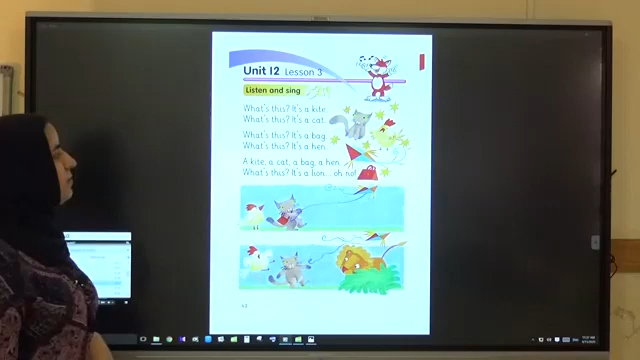 Unit 12 Lesson 3
Listen and sing
What's this? It's a kite.
What's this? It's a cat.
What's this? It's a bag.
What's this? It's a hen.
A kite, a cat, a bag, a hen.
What's this? It's a lion... oh no!